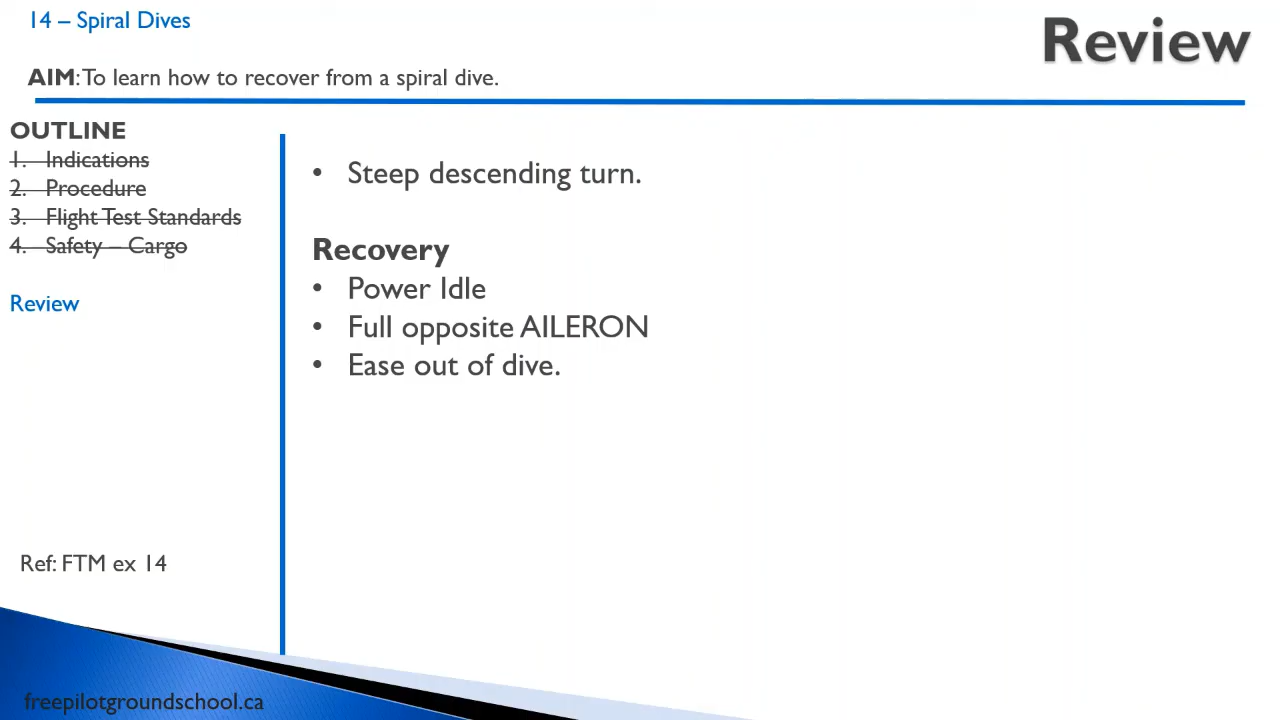 14 – Spiral Dives
Review
AIM: To learn how to recover from a spiral dive.
OUTLINE
1. Indications
2. Procedure
3. Flight Test Standards
4. Safety – Cargo
Review
• Steep descending turn.
Recovery
• Power Idle
• Full opposite AILERON
• Ease out of dive.
Ref: FTM ex 14
freepilotgroundschool.ca